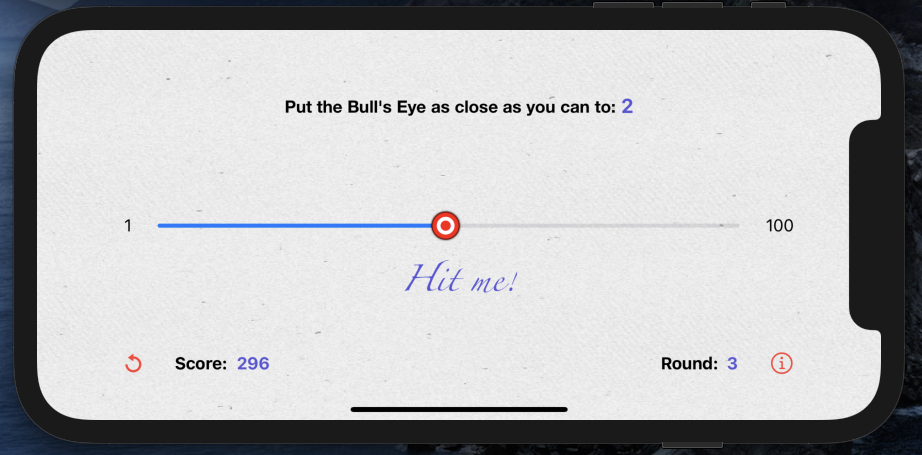 Put the Bull's Eye as close as you can to: 2
1 100
Hit me!
Score: 296 Round: 3